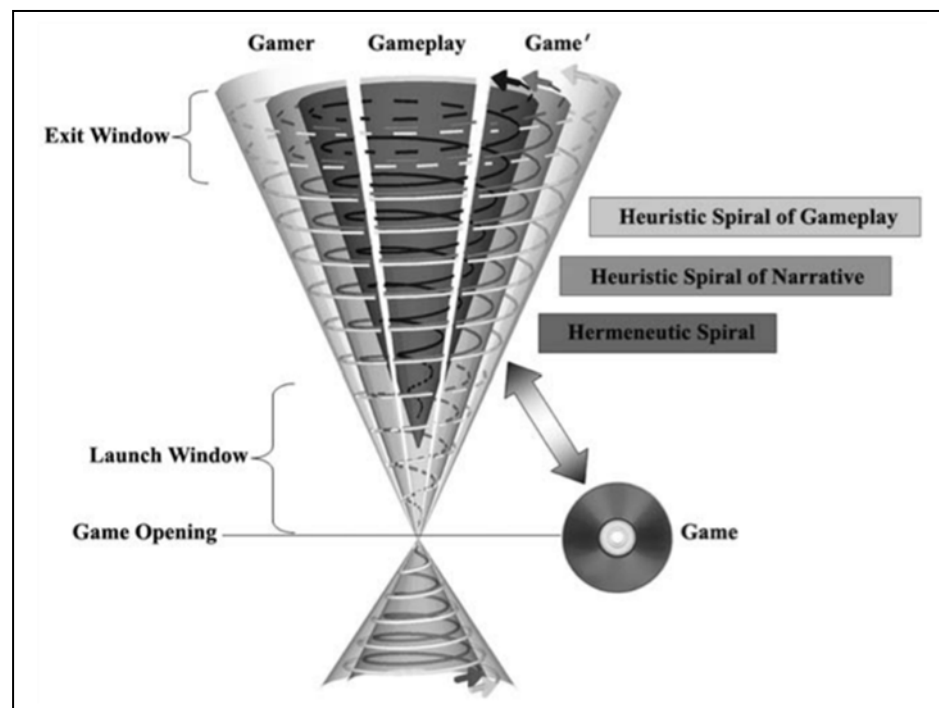 Gamer Gameplay Game′
Exit Window
Heuristic Spiral of Gameplay
Heuristic Spiral of Narrative
Hermeneutic Spiral
Launch Window
Game Opening
Game